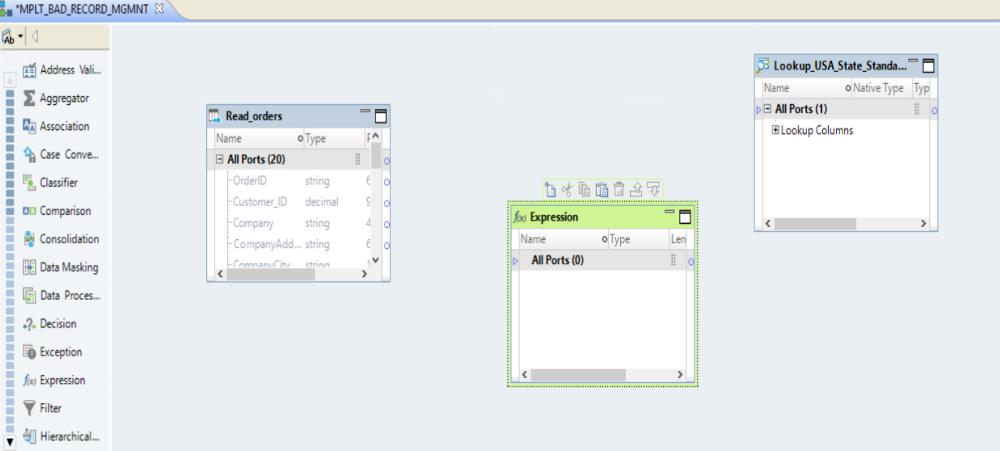 *MPLT_BAD_RECORD_MGMNT
Ab
Address Vali...
Aggregator
Association
Case Conve...
Classifier
Comparison
Consolidation
Data Masking
Data Proces...
Decision
Exception
f(x) Expression
Filter
Hierarchical...
Read_orders
Name Type
All Ports (20)
OrderID string 6
Customer_ID decimal 9
Company string 4
CompanyAdd... string 6
CompanyCity string 1
f(x) Expression
Name Type Len
All Ports (0)
Lookup_USA_State_Standa...
Name Native Type Typ
All Ports (1)
Lookup Columns